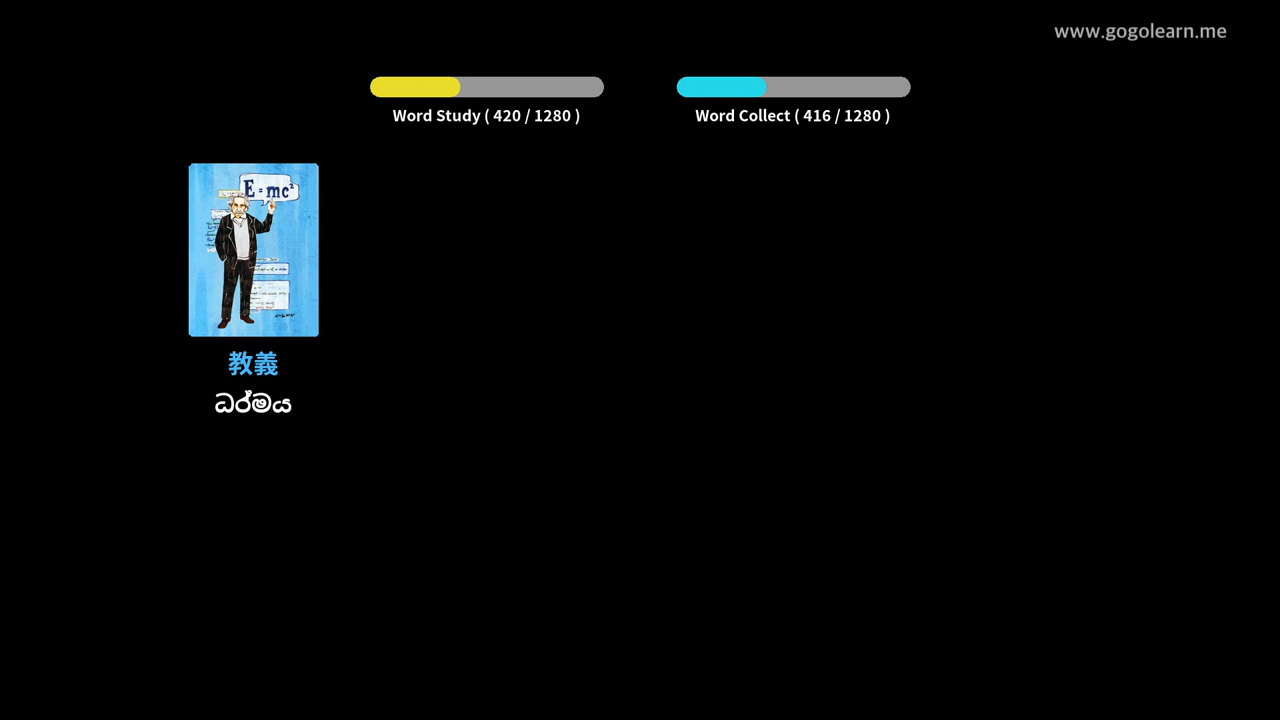 www.gogolearn.me
Word Study ( 420 / 1280 )
Word Collect ( 416 / 1280 )
E = mc²
教義
ධර්මය